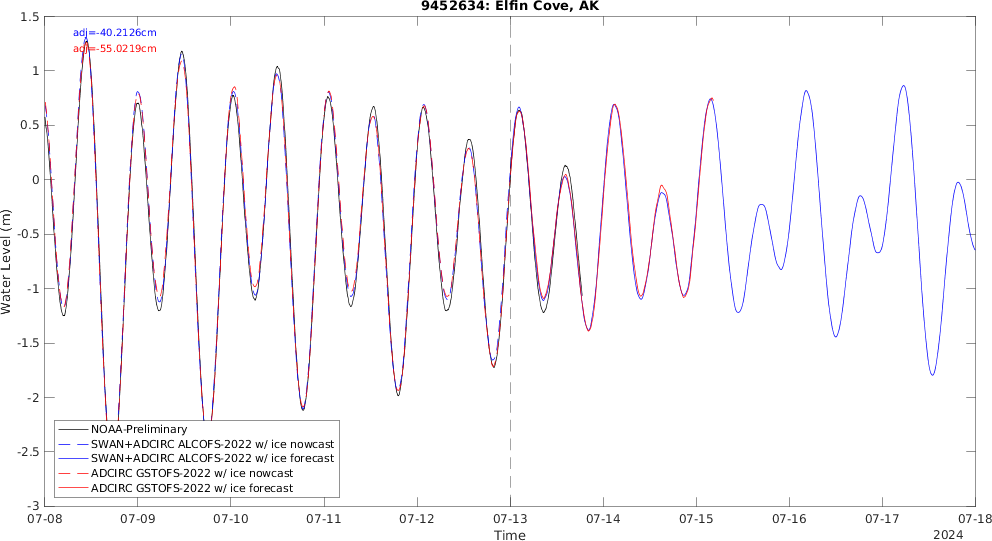 9452634: Elfin Cove, AK
adj=-40.2126cm
adj=-55.0219cm
Water Level (m)
1.5
1
0.5
0
-0.5
-1
-1.5
-2
-2.5
-3
NOAA-Preliminary
SWAN+ADCIRC ALCOFS-2022 w/ ice nowcast
SWAN+ADCIRC ALCOFS-2022 w/ ice forecast
ADCIRC GSTOFS-2022 w/ ice nowcast
ADCIRC GSTOFS-2022 w/ ice forecast
07-08 07-09 07-10 07-11 07-12 07-13 07-14 07-15 07-16 07-17 07-18
Time
2024